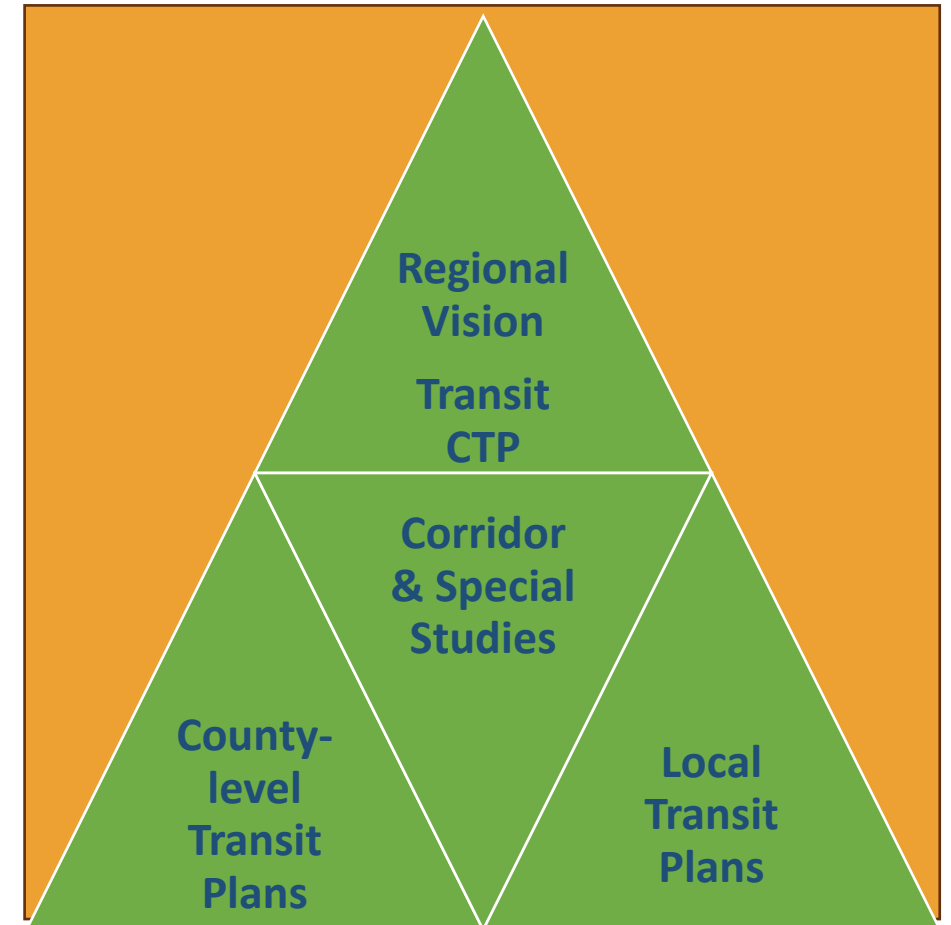 Regional
Vision
Transit
CTP
Corridor
& Special
Studies
County-
level
Transit
Plans
Local
Transit
Plans